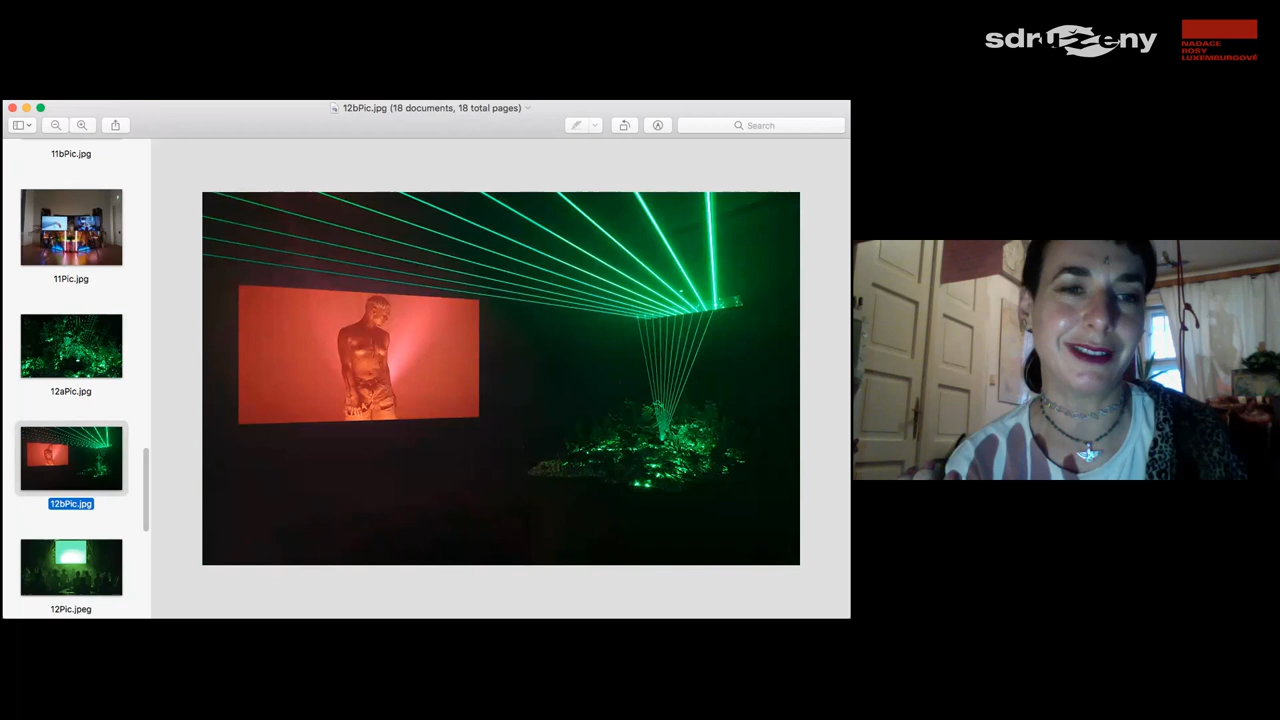 sdruženy
NADACE
ROSY
LUXEMBURGOVÉ
12bPic.jpg (18 documents, 18 total pages)
Search
11bPic.jpg
11Pic.jpg
12aPic.jpg
12bPic.jpg
12Pic.jpeg